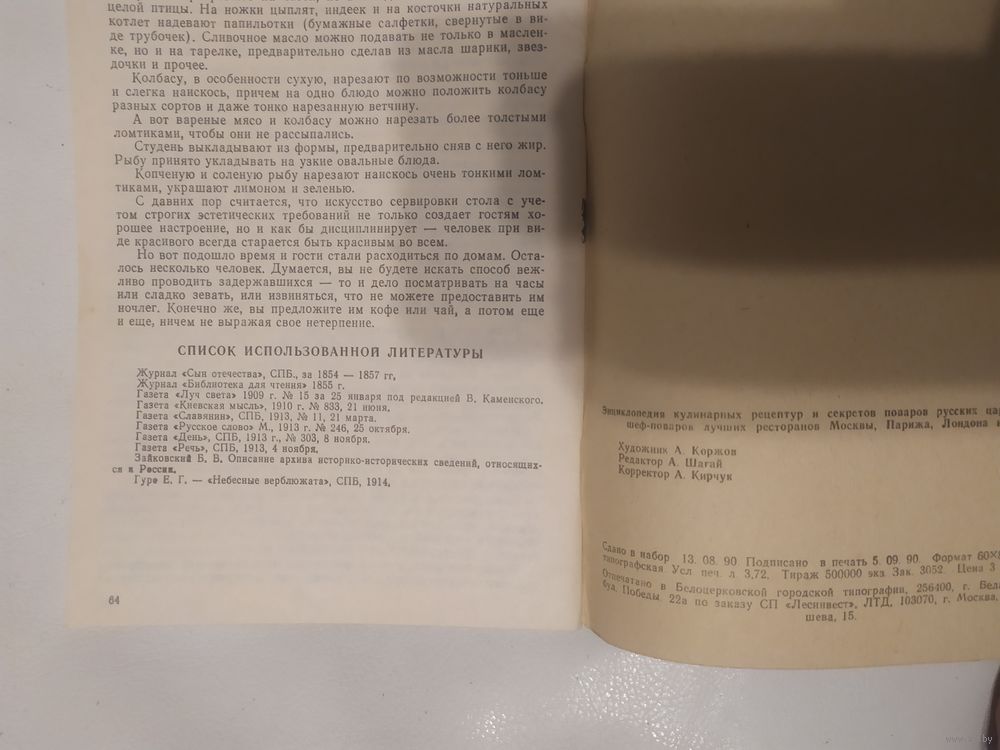 целой птицы. На ножки цыплят, индеек и на косточки натуральных
котлет надевают папильотки (бумажные салфетки, свернутые в ви-
де трубочек). Сливочное масло можно подавать не только в маслен-
ке, но и на тарелке, предварительно сделав из масла шарики, звез-
дочки и прочее.
Колбасу, в особенности сухую, нарезают по возможности тоньше
и слегка наискось, причем на одно блюдо можно положить колбасу
разных сортов и даже тонко нарезанную ветчину.
А вот вареные мясо и колбасу можно нарезать более толстыми
ломтиками, чтобы они не рассыпались.
Студень выкладывают из формы, предварительно сняв с него жир.
Рыбу принято укладывать на узкие овальные блюда.
Копченую и соленую рыбу нарезают наискось очень тонкими лом-
тиками, украшают лимоном и зеленью.
С давних пор считается, что искусство сервировки стола с уче-
том строгих эстетических требований не только создает гостям хо-
рошее настроение, но и как бы дисциплинирует — человек при ви-
де красивого всегда старается быть красивым во всем.
Но вот подошло время и гости стали расходиться по домам. Оста-
лось несколько человек. Думается, вы не будете искать способ веж-
ливо проводить задержавшихся — то и дело посматривать на часы
или сладко зевать, или извиняться, что не можете предоставить им
ночлег. Конечно же, вы предложите им кофе или чай, а потом еще
и еще, ничем не выражая свое нетерпение.
СПИСОК ИСПОЛЬЗОВАННОЙ ЛИТЕРАТУРЫ
Журнал «Сын отечества», СПБ., за 1854 — 1857 гг,
Журнал «Библиотека для чтения» 1855 г.
Газета «Луч света» 1909 г. № 15 за 25 января под редакцией В. Каменского.
Газета «Киевская мысль», 1910 г. № 833, 21 июня.
Газета «Славянин», СПБ, 1913, № 11, 21 марта.
Газета «Русское слово» М., 1913 г. № 246, 25 октября.
Газета «День», СПБ, 1913 г., № 303, 8 ноября.
Газета «Речь», СПБ, 1913, 4 ноября.
Зайковский Б. В. Описание архива историко-исторических сведений, относящих-
ся к России.
Гуре Е. Г. — «Небесные верблюжата», СПБ, 1914.
64
Энциклопедия кулинарных рецептур и секретов поваров русских
шеф-поваров лучших ресторанов Москвы, Парижа, Лондона
Художник А. Коржов
Редактор А. Шагай
Корректор А. Кирчук
Сдано в набор 13. 08. 90 Подписано в печать 5. 09. 90. Формат
типографская Усл печ. л 3,72. Тираж 500000 экз Зак. 3052. Цена 3
Отпечатано в Белоцерковской городской типографии, 256400, г.
бул. Победы 22а по заказу СП «Леснивест», ЛТД, 103070, г. Москва,
шева, 15.